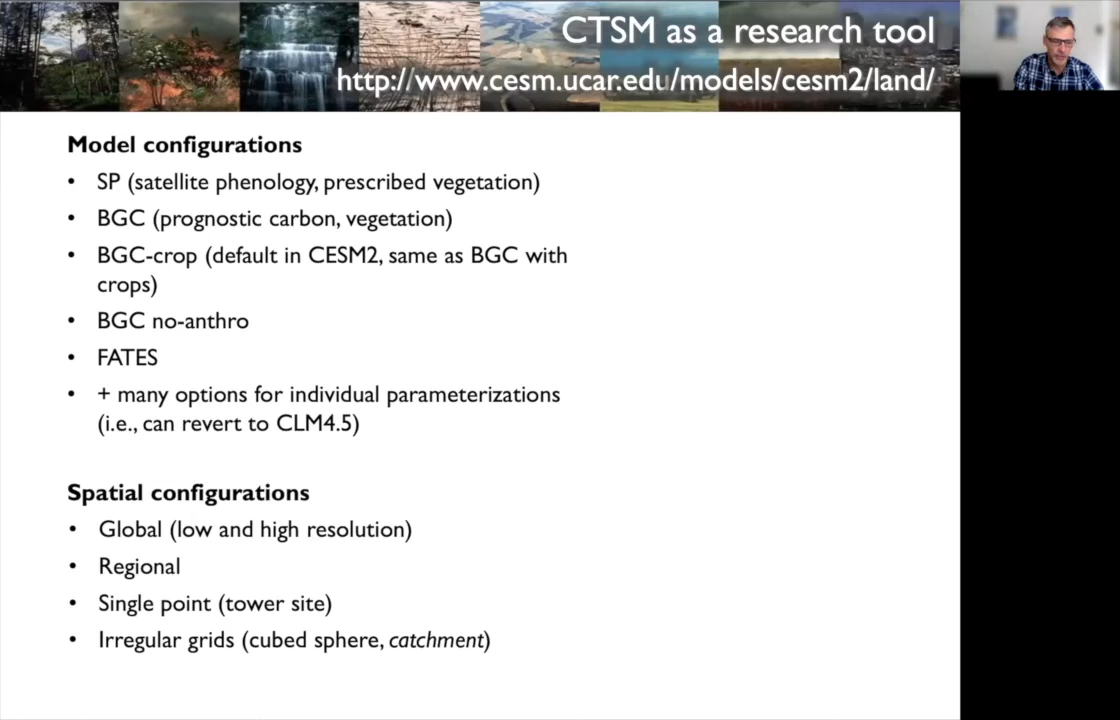 CTSM as a research tool
http://www.cesm.ucar.edu/models/cesm2/land/
Model configurations
• SP (satellite phenology, prescribed vegetation)
• BGC (prognostic carbon, vegetation)
• BGC-crop (default in CESM2, same as BGC with
crops)
• BGC no-anthro
• FATES
• + many options for individual parameterizations
(i.e., can revert to CLM4.5)
Spatial configurations
• Global (low and high resolution)
• Regional
• Single point (tower site)
• Irregular grids (cubed sphere, catchment)